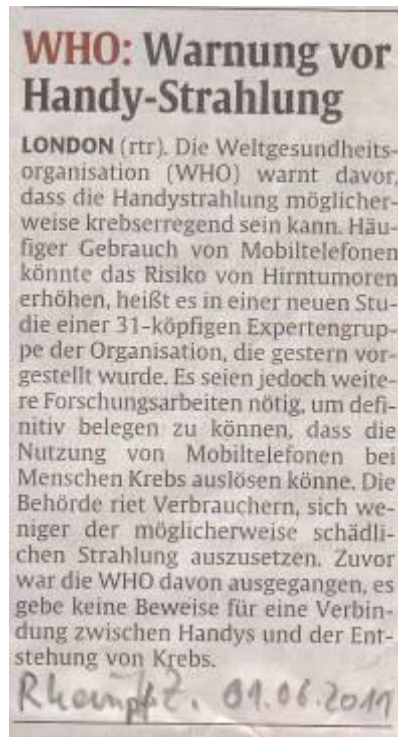 WHO: Warnung vor
Handy-Strahlung
LONDON (rtr). Die Weltgesundheits-
organisation (WHO) warnt davor,
dass die Handystrahlung möglicher-
weise krebserregend sein kann. Häu-
figer Gebrauch von Mobiltelefonen
könnte das Risiko von Hirntumoren
erhöhen, heißt es in einer neuen Stu-
die einer 31-köpfigen Expertengrup-
pe der Organisation, die gestern vor-
gestellt wurde. Es seien jedoch weite-
re Forschungsarbeiten nötig, um defi-
nitiv belegen zu können, dass die
Nutzung von Mobiltelefonen bei
Menschen Krebs auslösen könne. Die
Behörde riet Verbrauchern, sich we-
niger der möglicherweise schädli-
chen Strahlung auszusetzen. Zuvor
war die WHO davon ausgegangen, es
gebe keine Beweise für eine Verbin-
dung zwischen Handys und der Ent-
stehung von Krebs.
01.06.2011